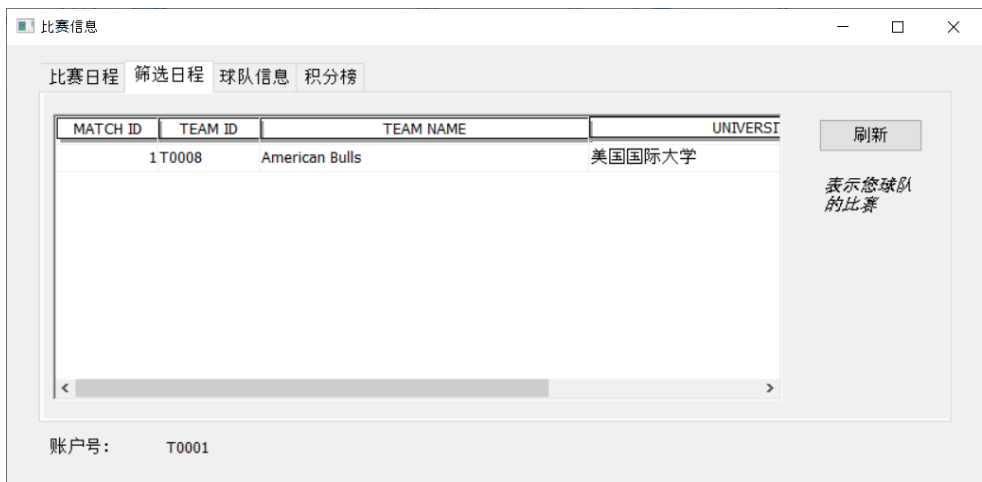 比赛信息
比赛日程 筛选日程 球队信息 积分榜
MATCH ID TEAM ID TEAM NAME UNIVERSI
1 T0008 American Bulls 美国国际大学
刷新
表示您球队
的比赛
账户号: T0001